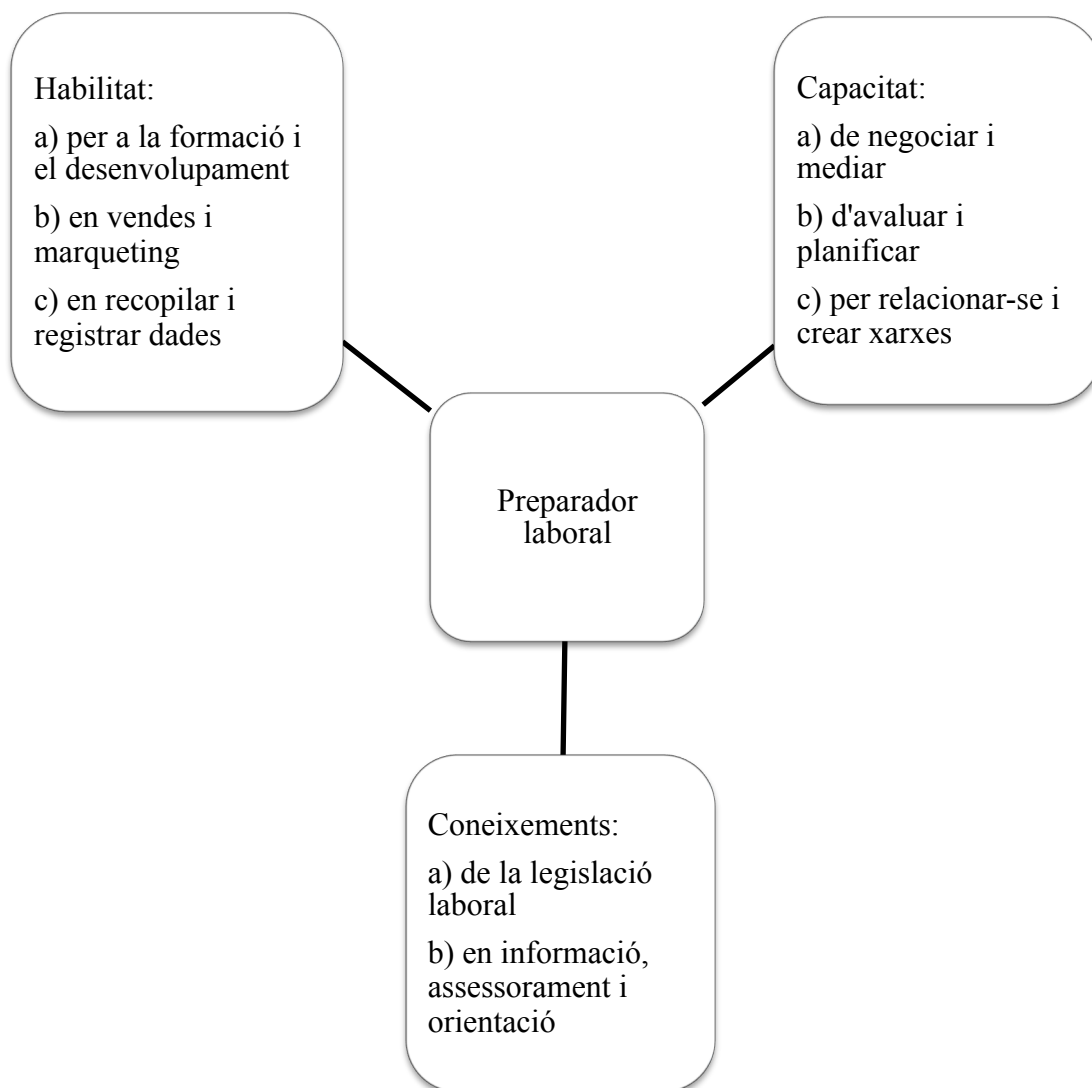 Habilitat:
a) per a la formació i
el desenvolupament
b) en vendes i
marqueting
c) en recopilar i
registrar dades
Capacitat:
a) de negociar i
mediar
b) d'avaluar i
planificar
c) per relacionar-se i
crear xarxes
Preparador
laboral
Coneixements:
a) de la legislació
laboral
b) en informació,
assessorament i
orientació